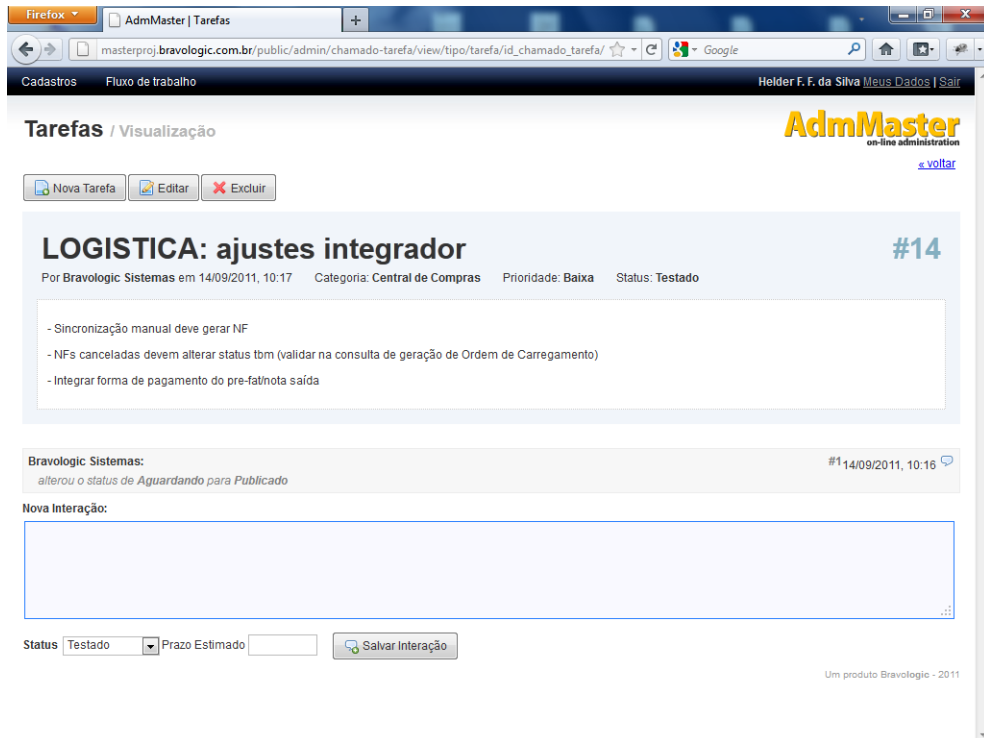 Firefox
AdmMaster | Tarefas
masterproj.bravologic.com.br/public/admin/chamado-tarefa/view/tipo/tarefa/id_chamado_tarefa/
Google
Cadastros Fluxo de trabalho Helder F. F. da Silva Meus Dados | Sair
Tarefas / Visualização
AdmMaster
on-line administration
« voltar
Nova Tarefa Editar Excluir
LOGISTICA: ajustes integrador #14
Por Bravologic Sistemas em 14/09/2011, 10:17 Categoria: Central de Compras Prioridade: Baixa Status: Testado
- Sincronização manual deve gerar NF
- NFs canceladas devem alterar status tbm (validar na consulta de geração de Ordem de Carregamento)
- Integrar forma de pagamento do pre-fat/nota saída
Bravologic Sistemas: #1 14/09/2011, 10:16
alterou o status de Aguardando para Publicado
Nova Interação:
Status Testado Prazo Estimado Salvar Interação
Um produto Bravologic - 2011